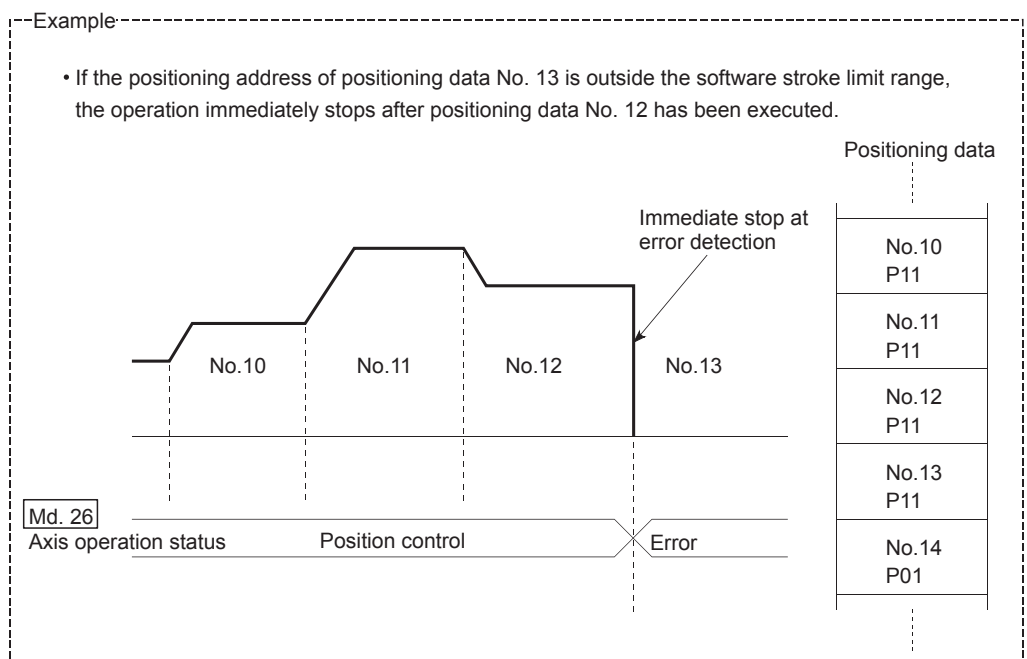 Example
• If the positioning address of positioning data No. 13 is outside the software stroke limit range,
the operation immediately stops after positioning data No. 12 has been executed.
Positioning data
Immediate stop at
error detection
No.10
No.11
No.12
No.13
No.10
P11
No.11
P11
No.12
P11
No.13
P11
No.14
P01
Md. 26
Axis operation status
Position control
Error